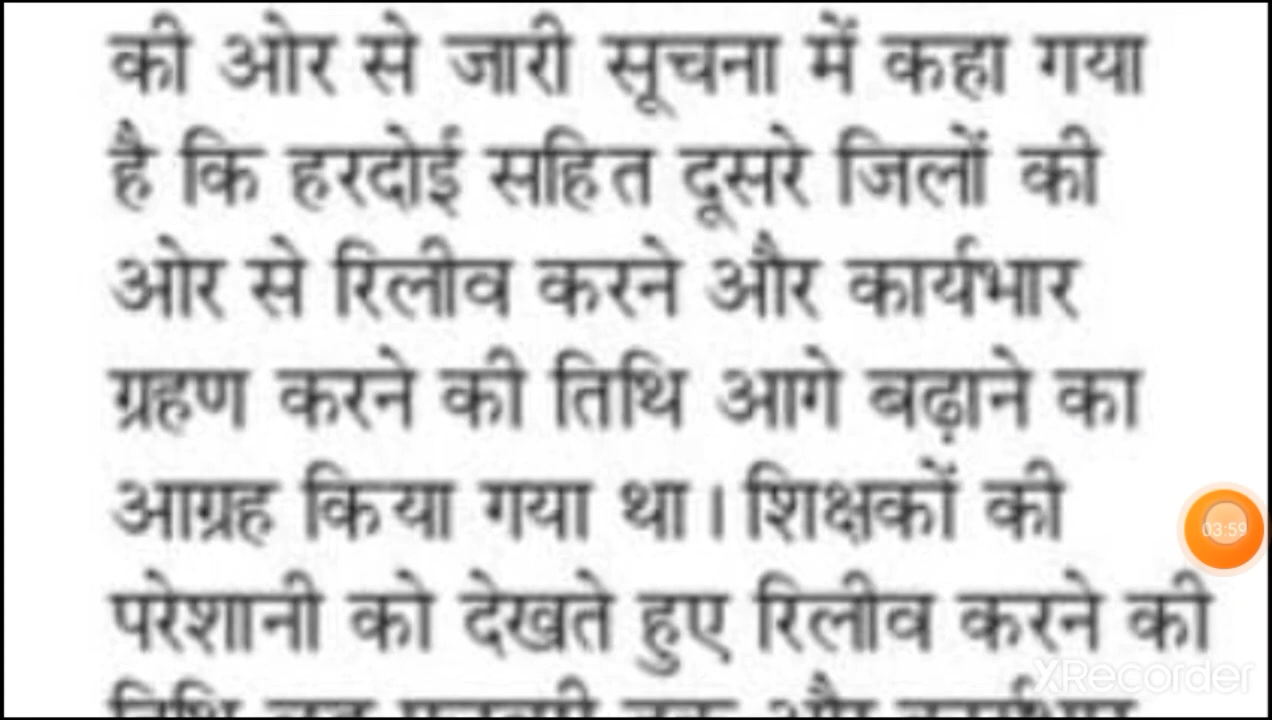 की ओर से जारी सूचना में कहा गया
है कि हरदोई सहित दूसरे जिलों की
ओर से रिलीव करने और कार्यभार
ग्रहण करने की तिथि आगे बढ़ाने का
आग्रह किया गया था। शिक्षकों की
03:59
परेशानी को देखते हुए रिलीव करने की
XRecorder